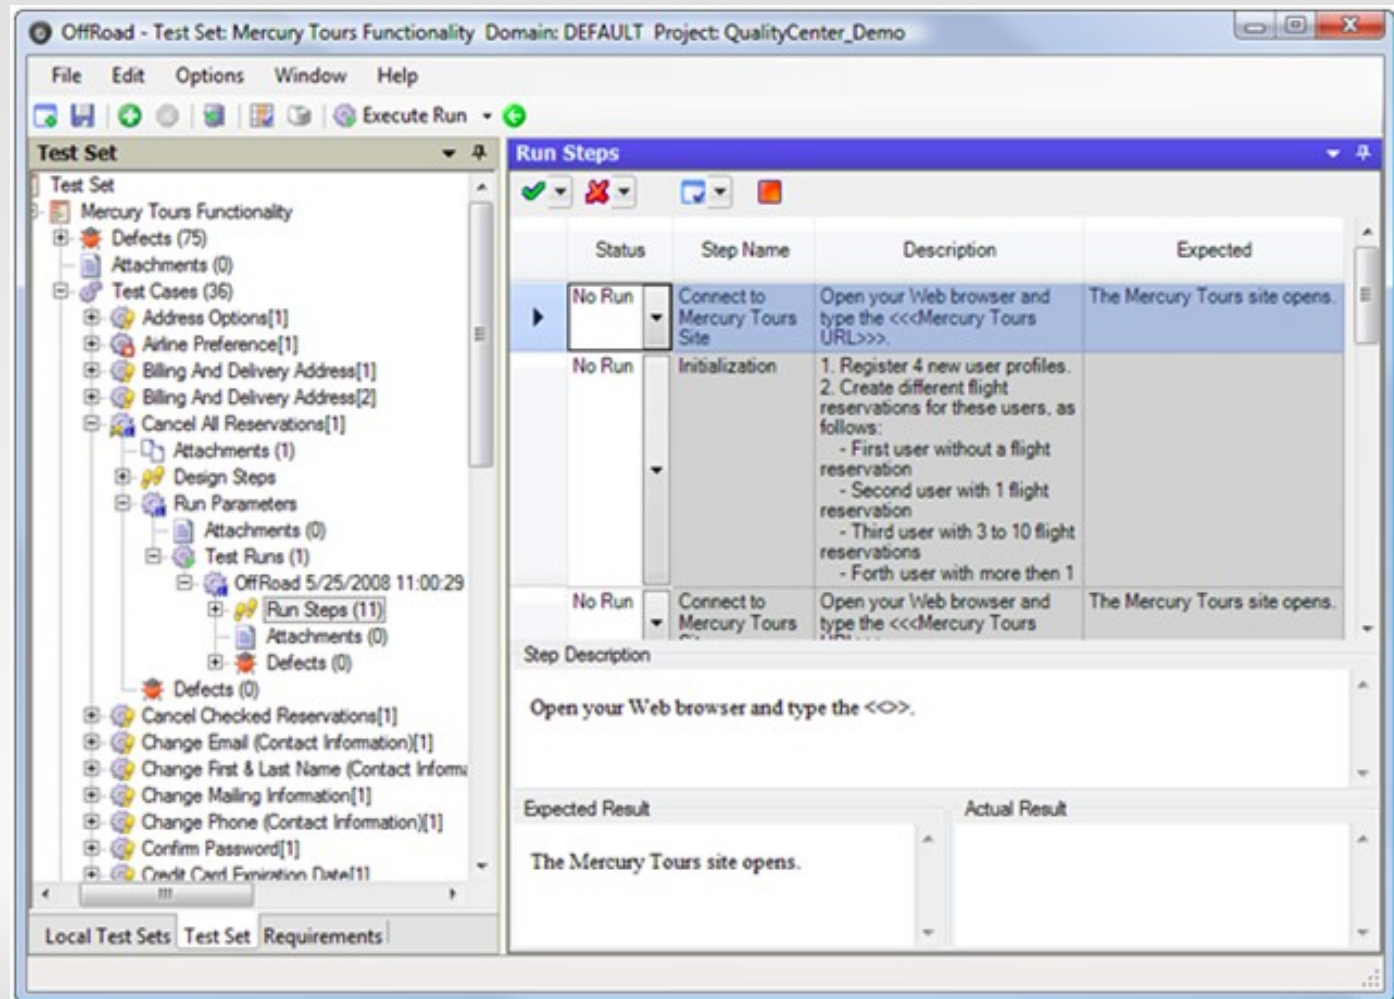 OffRoad - Test Set: Mercury Tours Functionality Domain: DEFAULT Project: QualityCenter_Demo
File Edit Options Window Help
Execute Run
Test Set
Test Set
Mercury Tours Functionality
Defects (75)
Attachments (0)
Test Cases (36)
Address Options[1]
Airline Preference[1]
Billing And Delivery Address[1]
Billing And Delivery Address[2]
Cancel All Reservations[1]
Attachments (1)
Design Steps
Run Parameters
Attachments (0)
Test Runs (1)
OffRoad 5/25/2008 11:00:29
Run Steps (11)
Attachments (0)
Defects (0)
Defects (0)
Cancel Checked Reservations[1]
Change Email (Contact Information)[1]
Change First & Last Name (Contact Informa
Change Mailing Information[1]
Change Phone (Contact Information)[1]
Confirm Password[1]
Credit Card Expiration Date[1]
Local Test Sets Test Set Requirements
Run Steps
Status Step Name Description Expected
No Run
Connect to
Mercury Tours
Site
Open your Web browser and
type the <<<Mercury Tours
URL>>>.
The Mercury Tours site opens.
No Run
Initialization
1. Register 4 new user profiles.
2. Create different flight
reservations for these users, as
follows:
- First user without a flight
reservation
- Second user with 1 flight
reservation
- Third user with 3 to 10 flight
reservations
- Forth user with more then 1
No Run
Connect to
Mercury Tours
Open your Web browser and
type the <<<Mercury Tours
The Mercury Tours site opens.
Step Description
Open your Web browser and type the <<>>.
Expected Result
The Mercury Tours site opens.
Actual Result